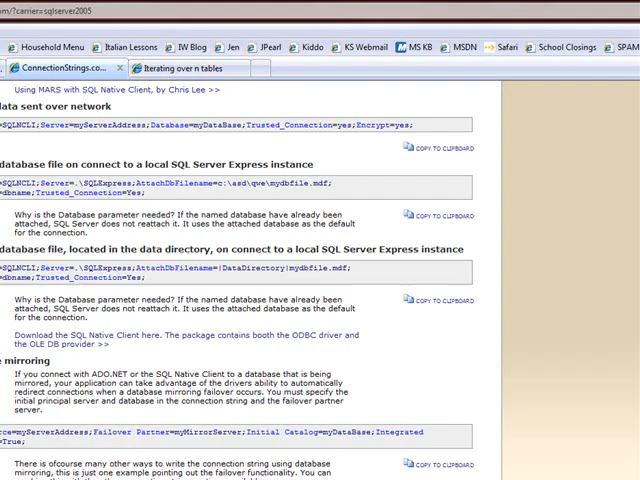 om/?carrier=sqlserver2005
Household Menu Italian Lessons IW Blog Jen JPearl Kiddo KS Webmail MS KB MSDN Safari School Closings SPAM
ConnectionStrings.co... Iterating over n tables
Using MARS with SQL Native Client, by Chris Lee >>
data sent over network
=SQLNCLI;Server=myServerAddress;Database=myDataBase;Trusted_Connection=yes;Encrypt=yes;
COPY TO CLIPBOARD
database file on connect to a local SQL Server Express instance
=SQLNCLI;Server=.\SQLExpress;AttachDbFilename=c:\asd\qwe\mydbfile.mdf;
=dbname;Trusted_Connection=Yes;
Why is the Database parameter needed? If the named database have already been
attached, SQL Server does not reattach it. It uses the attached database as the default
for the connection.
COPY TO CLIPBOARD
database file, located in the data directory, on connect to a local SQL Server Express instance
=SQLNCLI;Server=.\SQLExpress;AttachDbFilename=|DataDirectory|mydbfile.mdf;
=dbname;Trusted_Connection=Yes;
Why is the Database parameter needed? If the named database have already been
attached, SQL Server does not reattach it. It uses the attached database as the default
for the connection.
COPY TO CLIPBOARD
Download the SQL Native Client here. The package contains booth the ODBC driver and
the OLE DB provider >>
e mirroring
If you connect with ADO.NET or the SQL Native Client to a database that is being
mirrored, your application can take advantage of the drivers ability to automatically
redirect connections when a database mirroring failover occurs. You must specify the
initial principal server and database in the connection string and the failover partner
server.
rce=myServerAddress;Failover Partner=myMirrorServer;Initial Catalog=myDataBase;Integrated
=True;
There is ofcourse many other ways to write the connection string using database
mirroring, this is just one example pointing out the failover functionality. You can
COPY TO CLIPBOARD